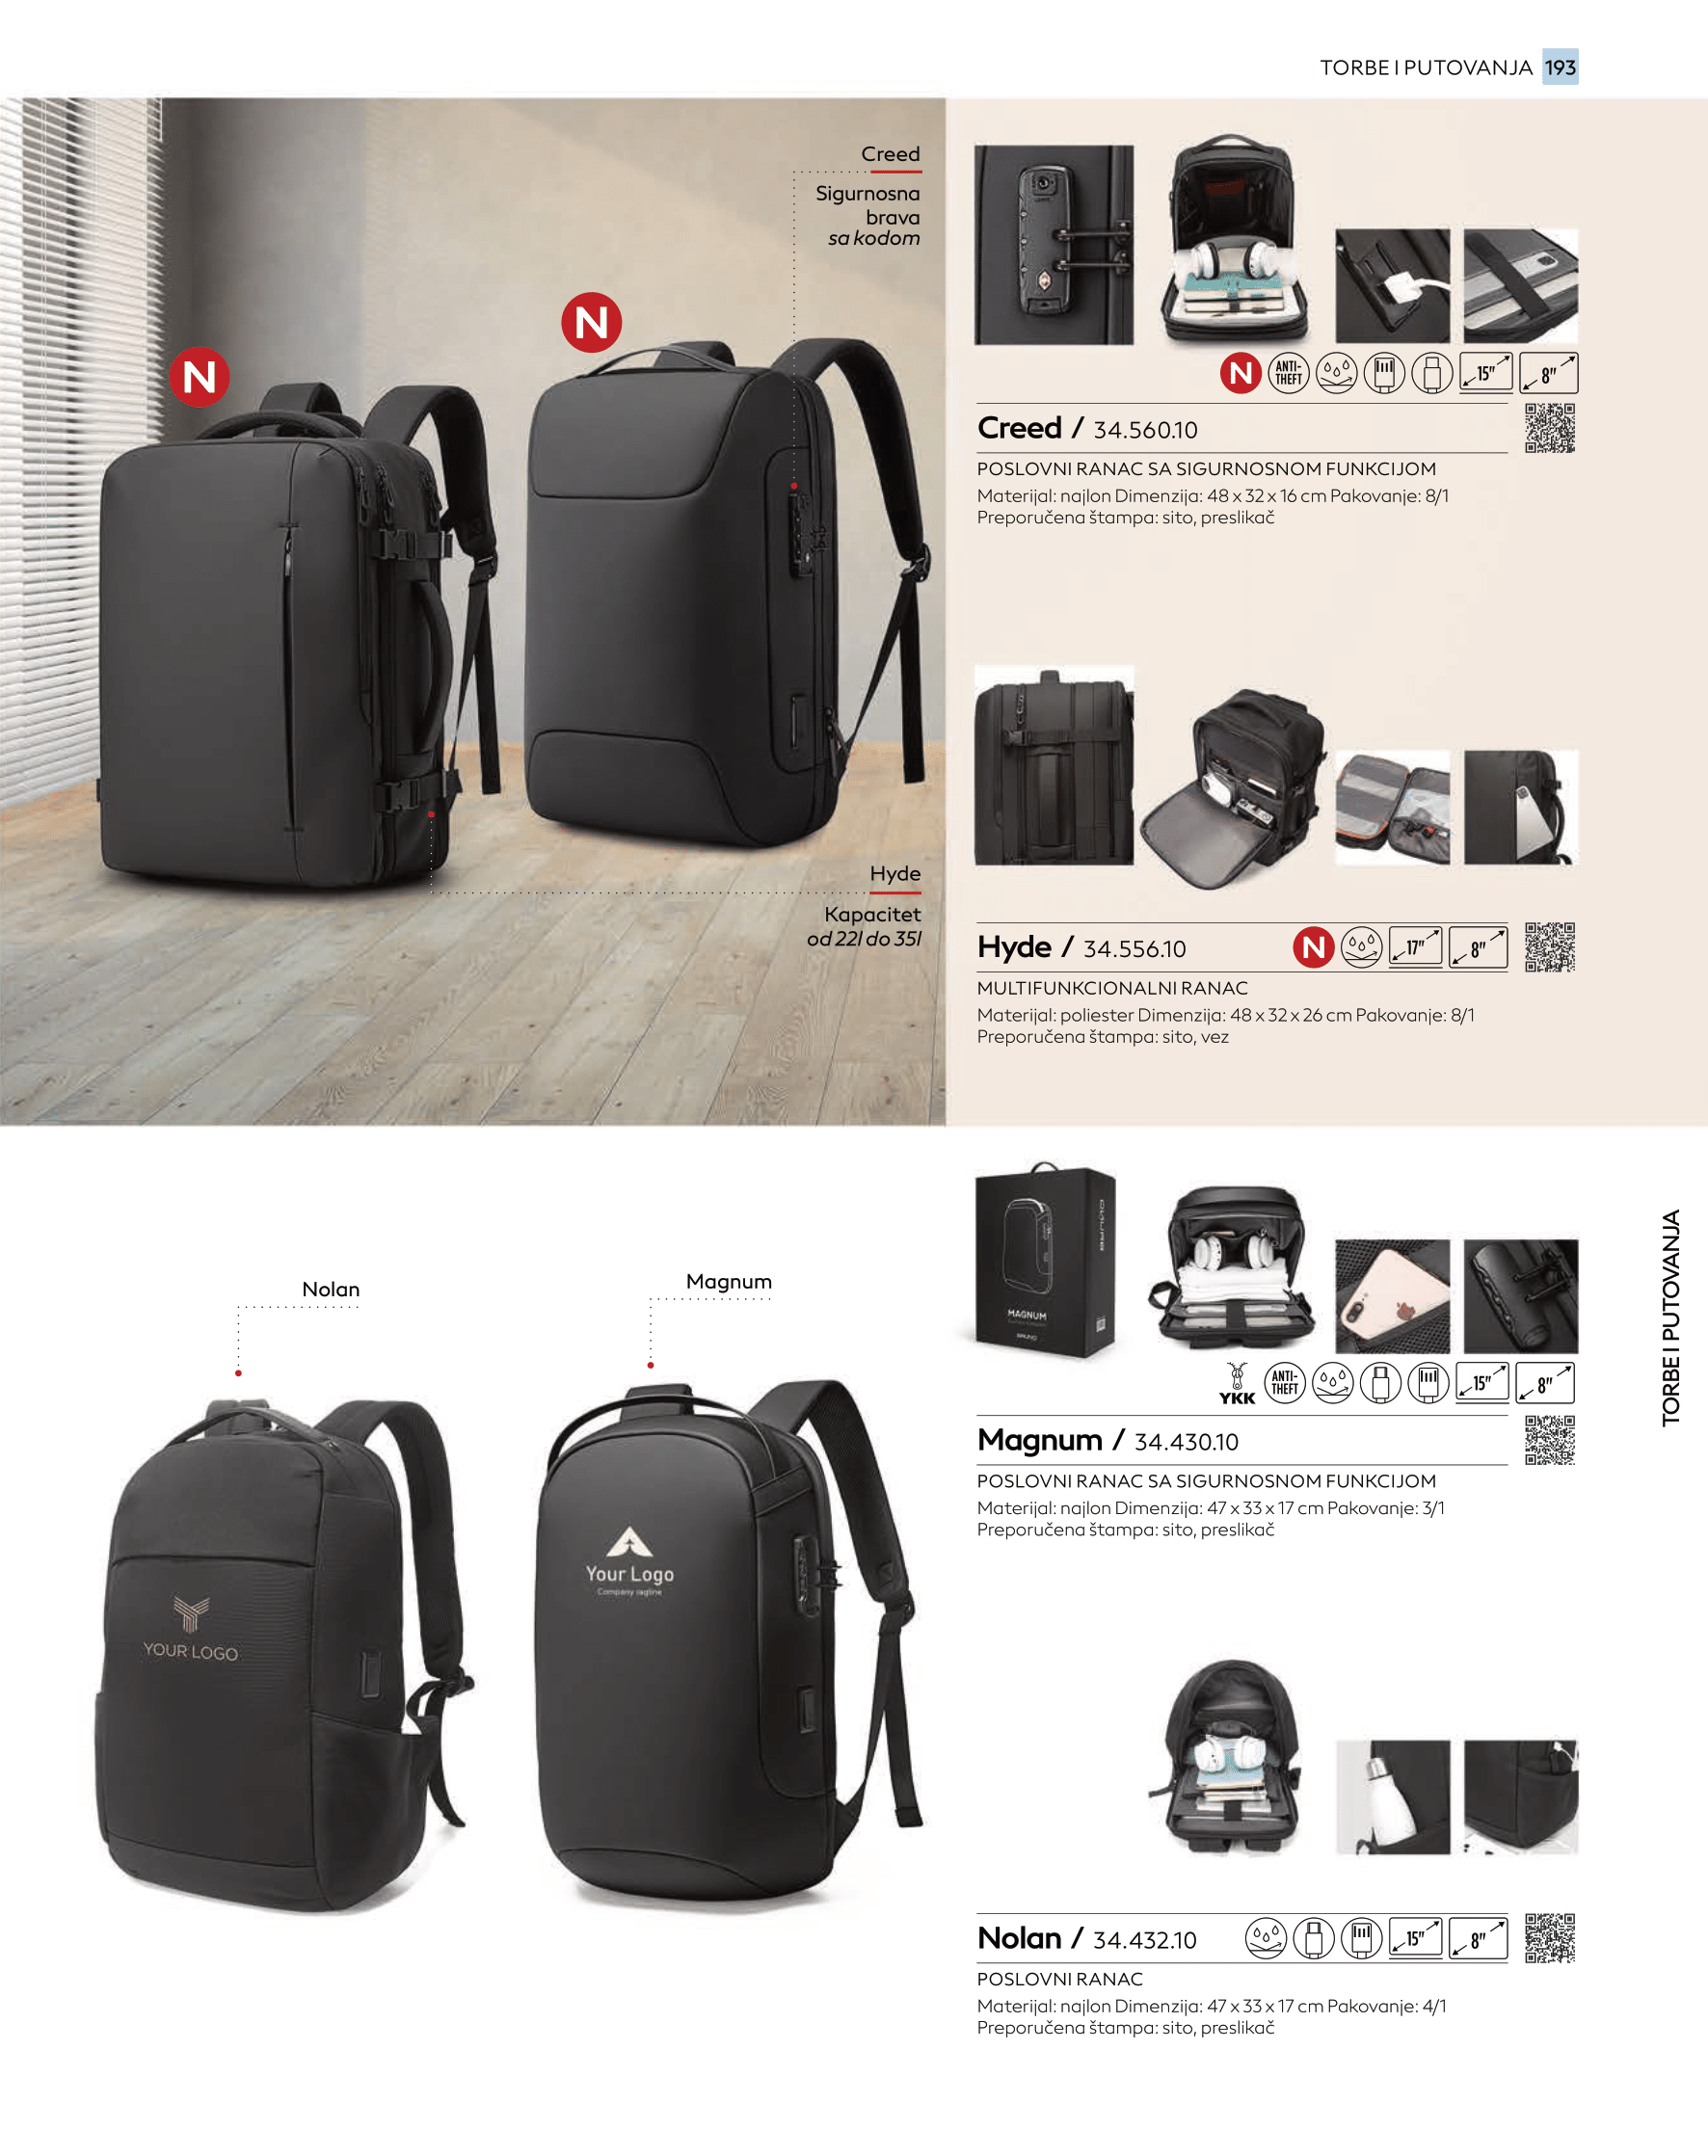 TORBE I PUTOVANJA 193
Creed
Sigurnosna
brava
sa kodom
N
N
Hyde
Kapacitet
od 22l do 35l
N ANTI-THEFT 15" 8"
Creed / 34.560.10
POSLOVNI RANAC SA SIGURNOSNOM FUNKCIJOM
Materijal: najlon Dimenzija: 48 x 32 x 16 cm Pakovanje: 8/1
Preporučena štampa: sito, preslikač
Hyde / 34.556.10 N 17" 8"
MULTIFUNKCIONALNI RANAC
Materijal: poliester Dimenzija: 48 x 32 x 26 cm Pakovanje: 8/1
Preporučena štampa: sito, vez
Nolan
Magnum
YOUR LOGO
Your Logo
Company tagline
MAGNUM
BRUNO
YKK ANTI-THEFT 15" 8"
Magnum / 34.430.10
POSLOVNI RANAC SA SIGURNOSNOM FUNKCIJOM
Materijal: najlon Dimenzija: 47 x 33 x 17 cm Pakovanje: 3/1
Preporučena štampa: sito, preslikač
TORBE I PUTOVANJA
Nolan / 34.432.10 15" 8"
POSLOVNI RANAC
Materijal: najlon Dimenzija: 47 x 33 x 17 cm Pakovanje: 4/1
Preporučena štampa: sito, preslikač